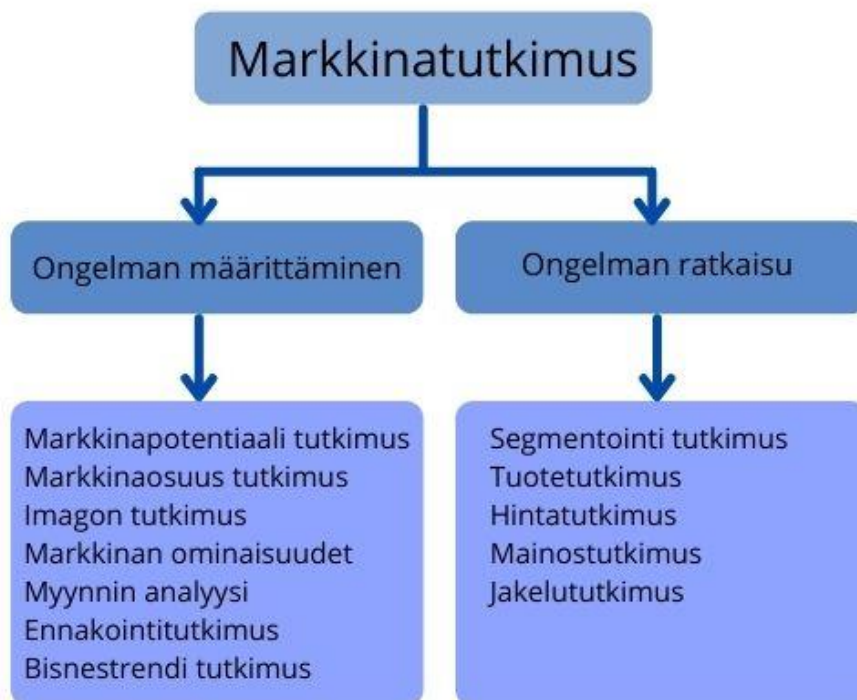 Markkinatutkimus
Ongelman määrittäminen
Ongelman ratkaisu
Markkinapotentiaali tutkimus
Markkinaosuus tutkimus
Imagon tutkimus
Markkinan ominaisuudet
Myynnin analyysi
Ennakointitutkimus
Bisnestrendi tutkimus
Segmentointi tutkimus
Tuotetutkimus
Hintatutkimus
Mainostutkimus
Jakelututkimus